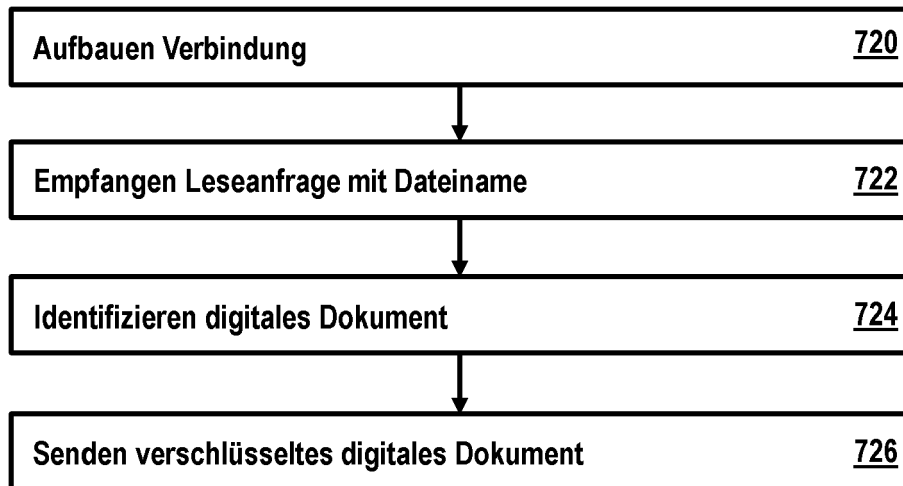 Aufbauen Verbindung 720
Empfangen Leseanfrage mit Dateiname 722
Identifizieren digitales Dokument 724
Senden verschlüsseltes digitales Dokument 726